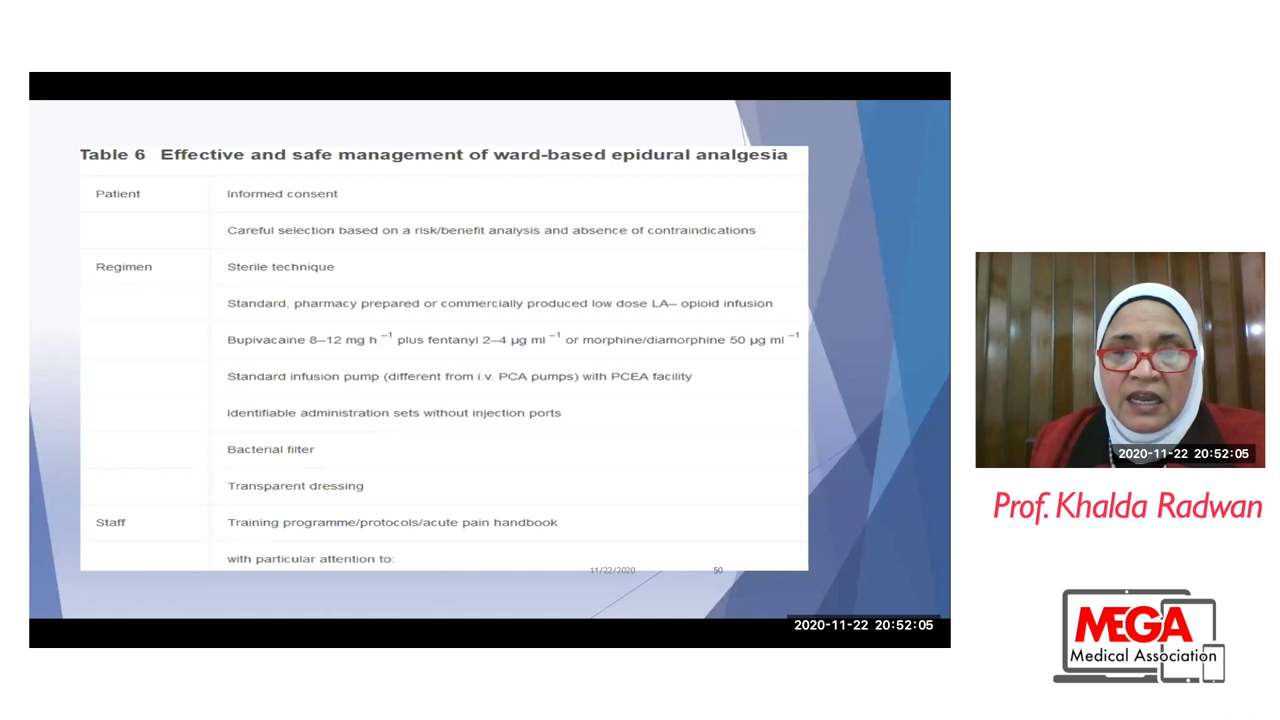 Table 6 Effective and safe management of ward-based epidural analgesia
Patient Informed consent
Careful selection based on a risk/benefit analysis and absence of contraindications
Regimen Sterile technique
Standard, pharmacy prepared or commercially produced low dose LA– opioid infusion
Bupivacaine 8–12 mg h⁻¹ plus fentanyl 2–4 μg ml⁻¹ or morphine/diamorphine 50 μg ml⁻¹
Standard infusion pump (different from i.v. PCA pumps) with PCEA facility
Identifiable administration sets without injection ports
Bacterial filter
Transparent dressing
Staff Training programme/protocols/acute pain handbook
with particular attention to:
11/22/2020 50
2020-11-22 20:52:05
2020-11-22 20:52:05
Prof. Khalda Radwan
MEGA
Medical Association